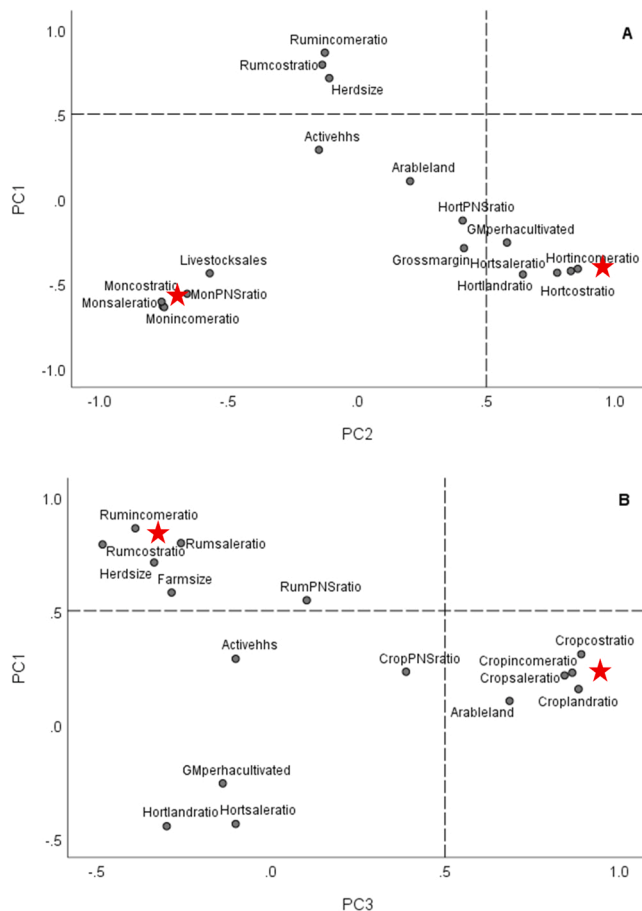 A
1.0
Rumincomeratio
Rumcostratio
Herdsize
.5
Activehhs
Arableland
PC1
.0
HortPNSratio
GMperhacultivated
Grossmargin
Hortsaleratio
Hortincomeratio
Livestocksales
Hortlandratio
Hortcostratio
Moncostratio
MonPNSratio
-.5
Monsaleratio
Monincomeratio
-1.0
-1.0
-.5
.0
.5
1.0
PC2
B
1.0
Rumincomeratio
Rumcostratio
Rumsaleratio
Herdsize
Farmsize
RumPNSratio
.5
Activehhs
CropPNSratio
Cropcostratio
Cropincomeratio
Cropsaleratio
Croplandratio
Arableland
PC1
.0
GMperhacultivated
Hortlandratio
Hortsaleratio
-.5
-.5
.0
.5
1.0
PC3